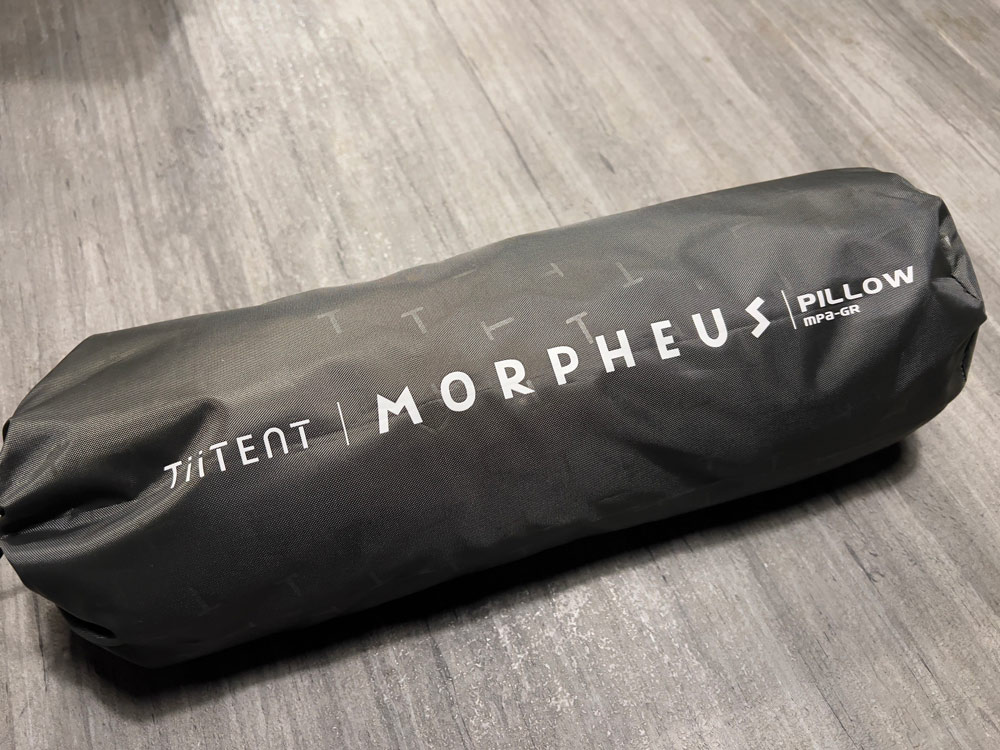 TiiTENT | MORPHEUS | PILLOW
mPa-GR